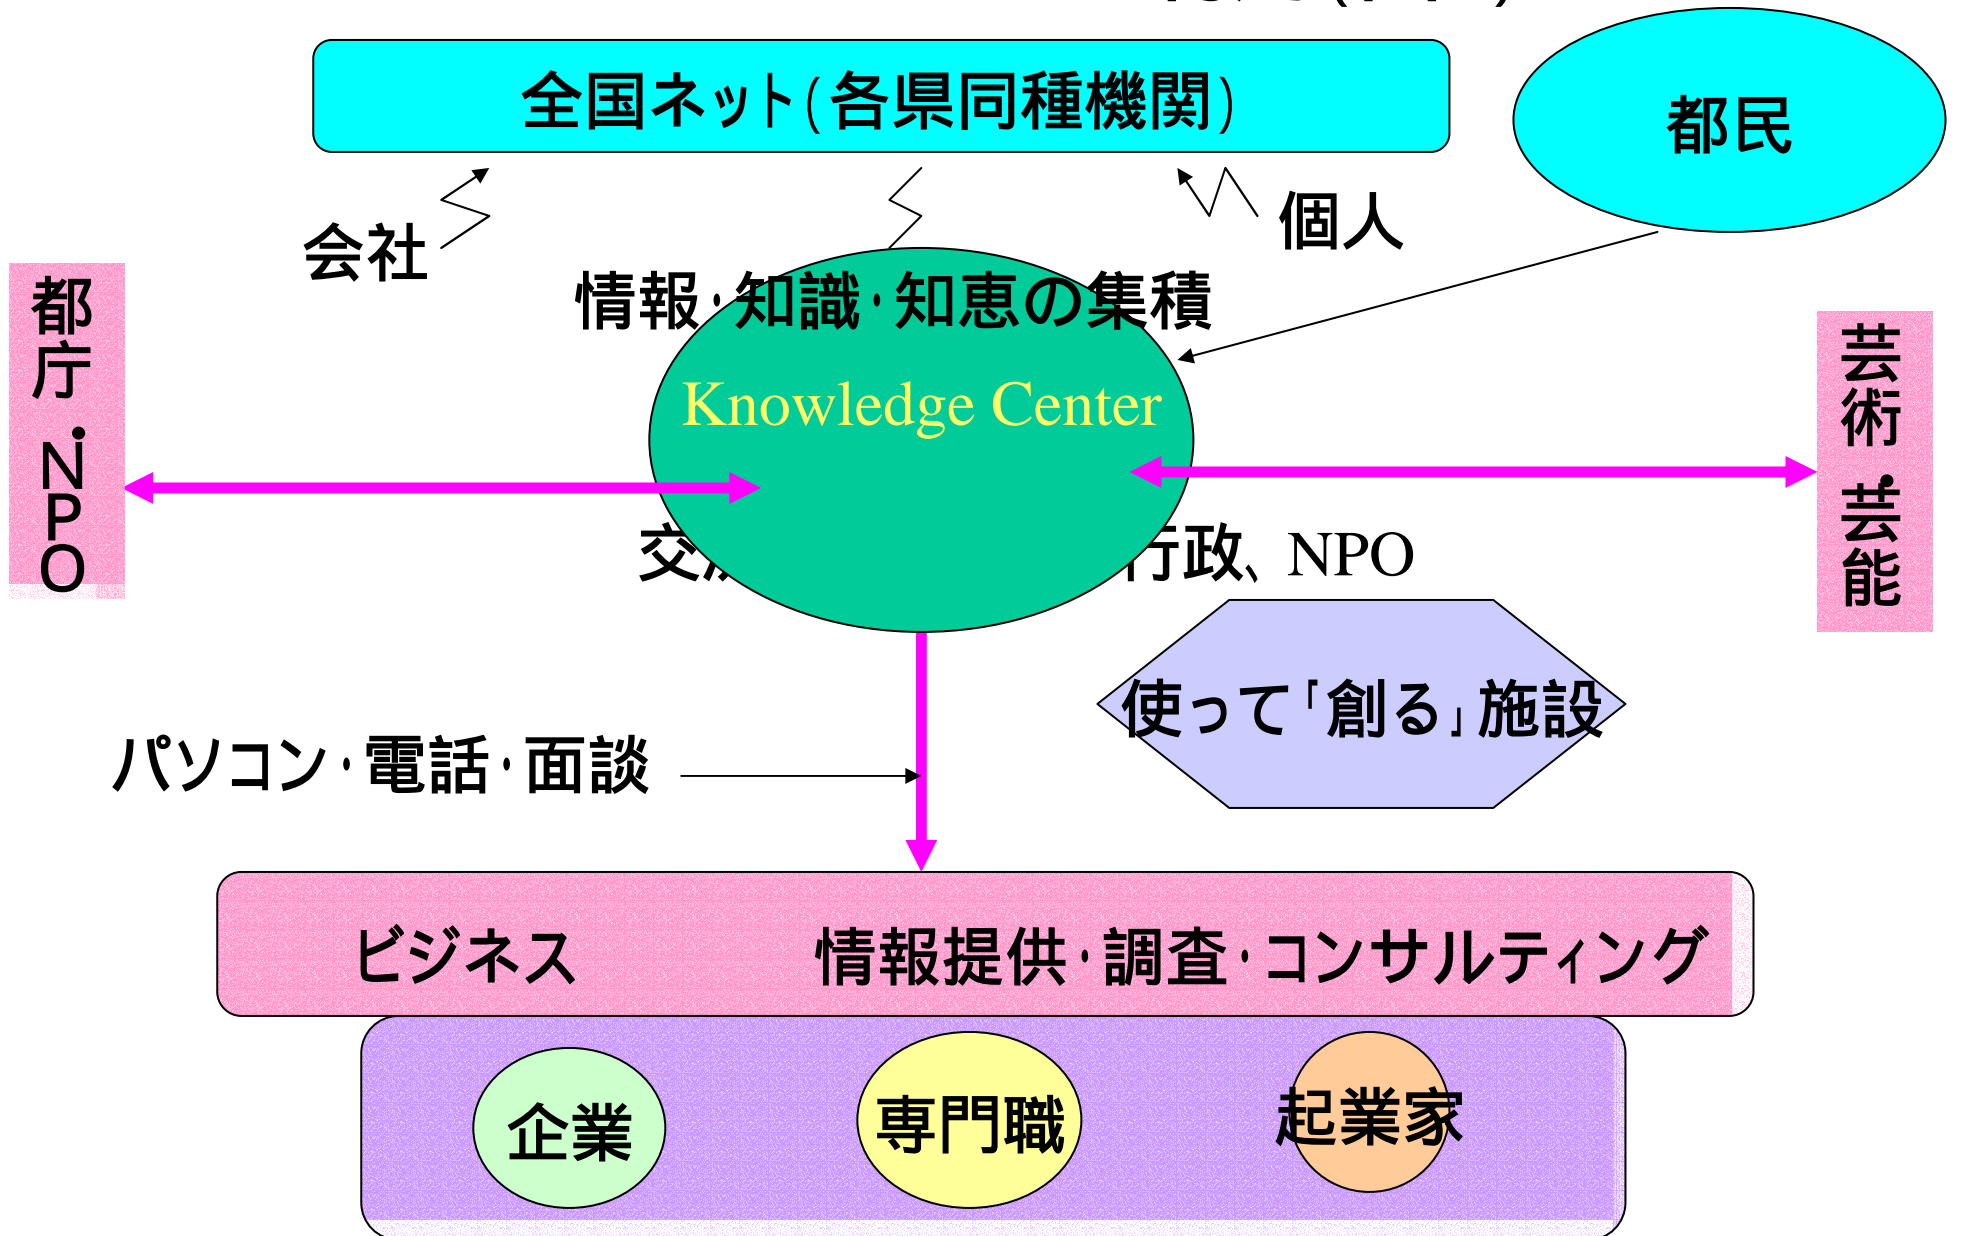 全国ネット(各県同種機関)
都民
会社
個人
都庁・NPO
情報・知識・知恵の集積
Knowledge Center
芸術・芸能
行政、NPO
使って「創る」施設
パソコン・電話・面談
ビジネス 情報提供・調査・コンサルティング
企業
専門職
起業家